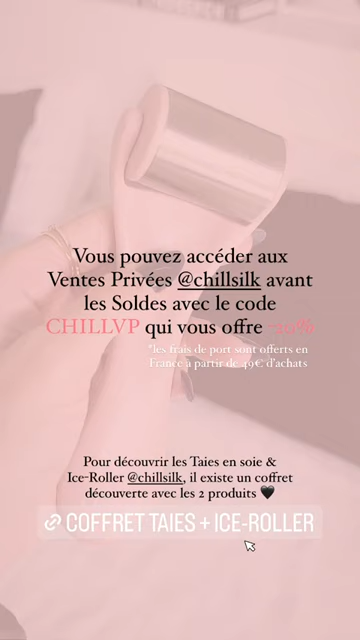 Vous pouvez accéder aux
Ventes Privées @chillsilk avant
les Soldes avec le code
CHILLVP qui vous offre
*les frais de port sont offerts en
France a partir de 49€ d'achats
Pour découvrir les Taies en soie &
Ice-Roller @chillsilk, il existe un coffret
découverte avec les 2 produits 🖤
COFFRET TAIES + ICE-ROLLER